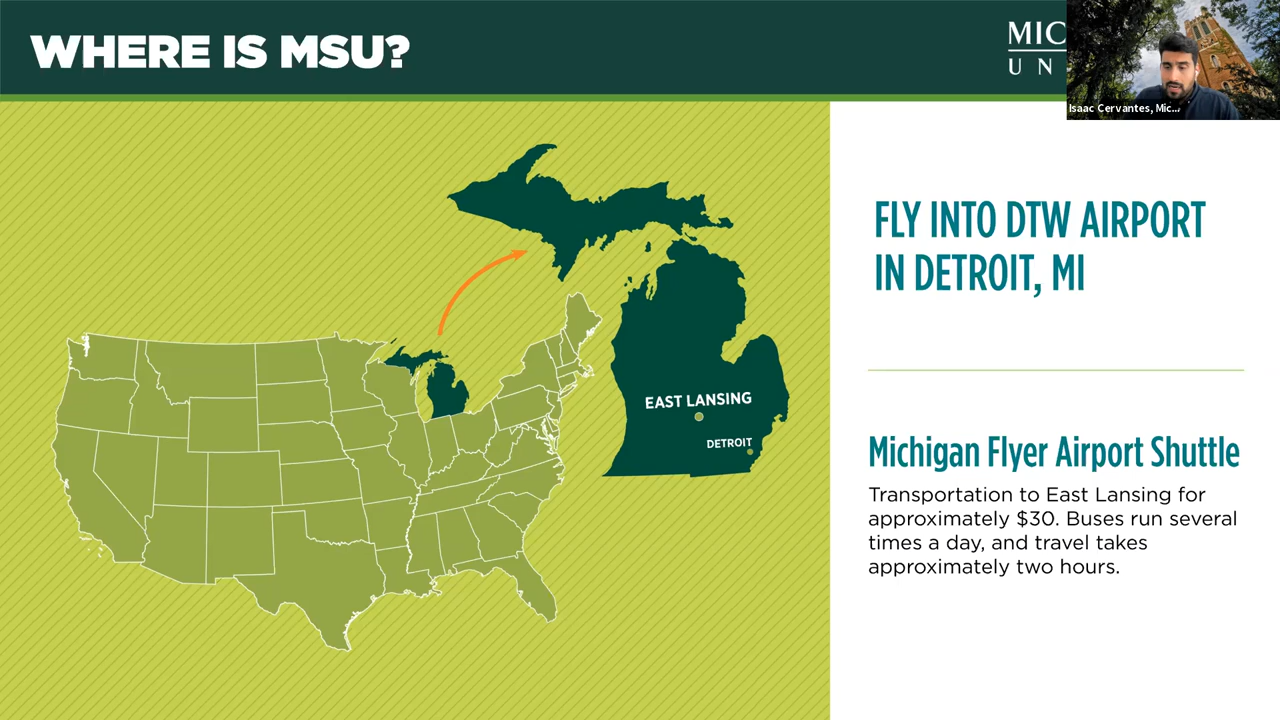 WHERE IS MSU?
MIC
UN
Isaac Cervantes, Mic...
FLY INTO DTW AIRPORT
IN DETROIT, MI
EAST LANSING
DETROIT
Michigan Flyer Airport Shuttle
Transportation to East Lansing for
approximately $30. Buses run several
times a day, and travel takes
approximately two hours.